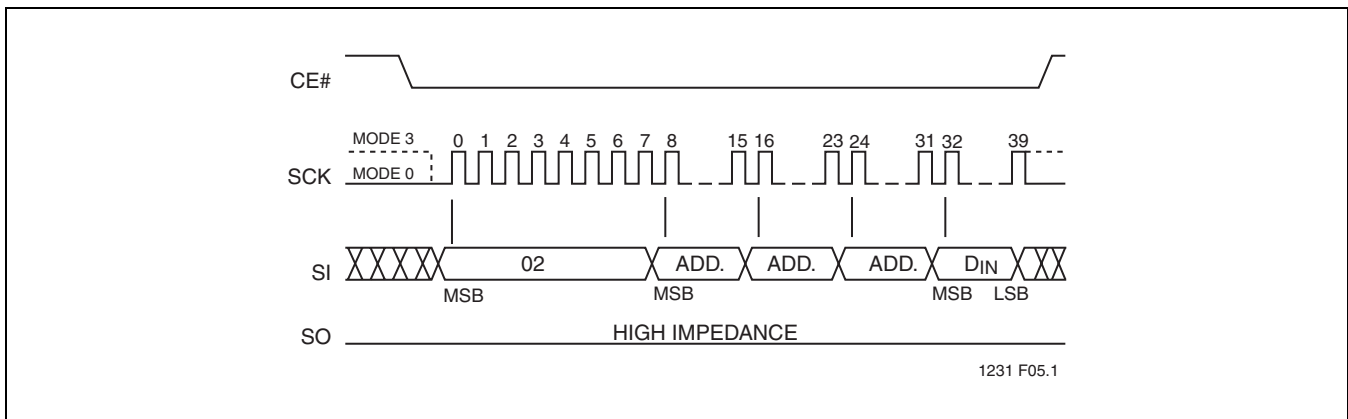 CE#
MODE 3
0 1 2 3 4 5 6 7 8 15 16 23 24 31 32 39
SCK MODE 0
SI 02 ADD. ADD. ADD. DIN
MSB MSB MSB LSB
SO HIGH IMPEDANCE
1231 F05.1